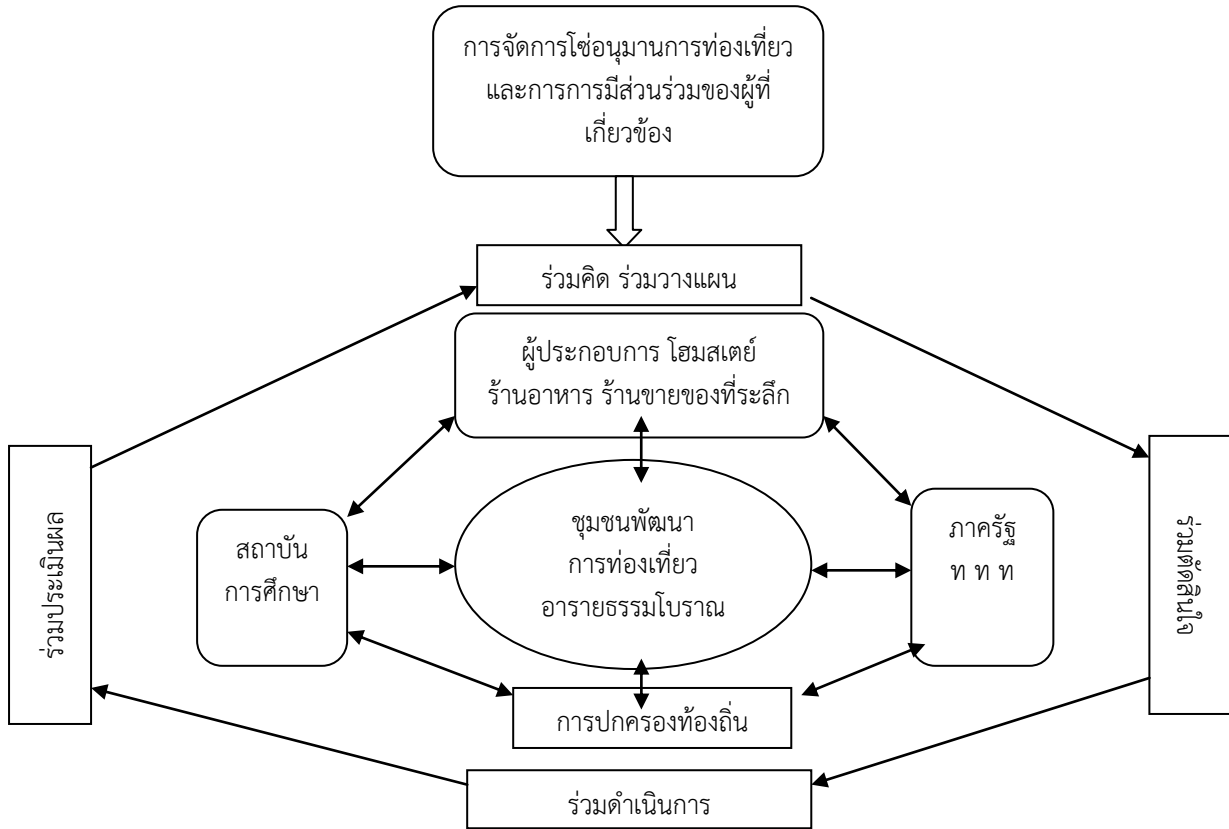 การจัดการโซ่อนุมานการท่องเที่ยว
และการการมีส่วนร่วมของผู้ที่
เกี่ยวข้อง
ร่วมคิด ร่วมวางแผน
ผู้ประกอบการ โฮมสเตย์
ร้านอาหาร ร้านขายของที่ระลึก
ร่วมประเมินผล
สถาบัน
การศึกษา
ชุมชนพัฒนา
การท่องเที่ยว
อารายธรรมโบราณ
ภาครัฐ
ท ท ท
ร่วมตัดสินใจ
การปกครองท้องถิ่น
ร่วมดำเนินการ